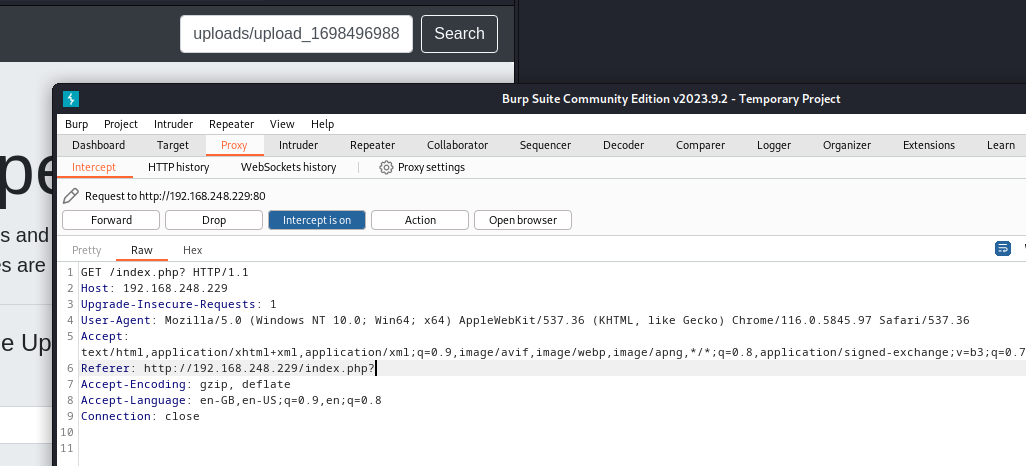 uploads/upload_1698496988 Search
Burp Suite Community Edition v2023.9.2 - Temporary Project
Burp Project Intruder Repeater View Help
Dashboard Target Proxy Intruder Repeater Collaborator Sequencer Decoder Comparer Logger Organizer Extensions Learn
Intercept HTTP history WebSockets history Proxy settings
pe
Request to http://192.168.248.229:80
Forward Drop Intercept is on Action Open browser
s and
Pretty Raw Hex
es are
1 GET /index.php? HTTP/1.1
2 Host: 192.168.248.229
3 Upgrade-Insecure-Requests: 1
4 User-Agent: Mozilla/5.0 (Windows NT 10.0; Win64; x64) AppleWebKit/537.36 (KHTML, like Gecko) Chrome/116.0.5845.97 Safari/537.36
5 Accept:
e Up
text/html,application/xhtml+xml,application/xml;q=0.9,image/avif,image/webp,image/apng,*/*;q=0.8,application/signed-exchange;v=b3;q=0.7
6 Referer: http://192.168.248.229/index.php?
7 Accept-Encoding: gzip, deflate
8 Accept-Language: en-GB,en-US;q=0.9,en;q=0.8
9 Connection: close
10
11